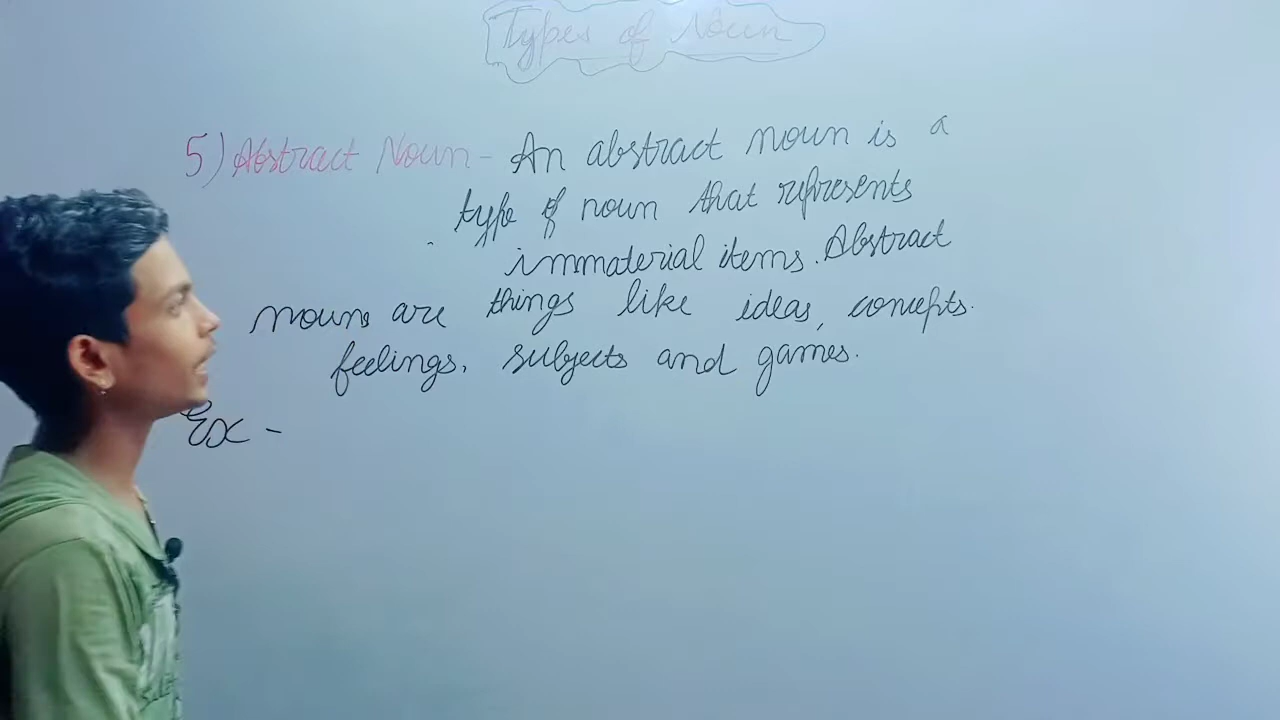 Types of Noun
5) Abstract Noun - An abstract noun is a
type of noun that represents
immaterial items. Abstract
nouns are things like ideas, concepts.
feelings, subjects and games.
Ex -